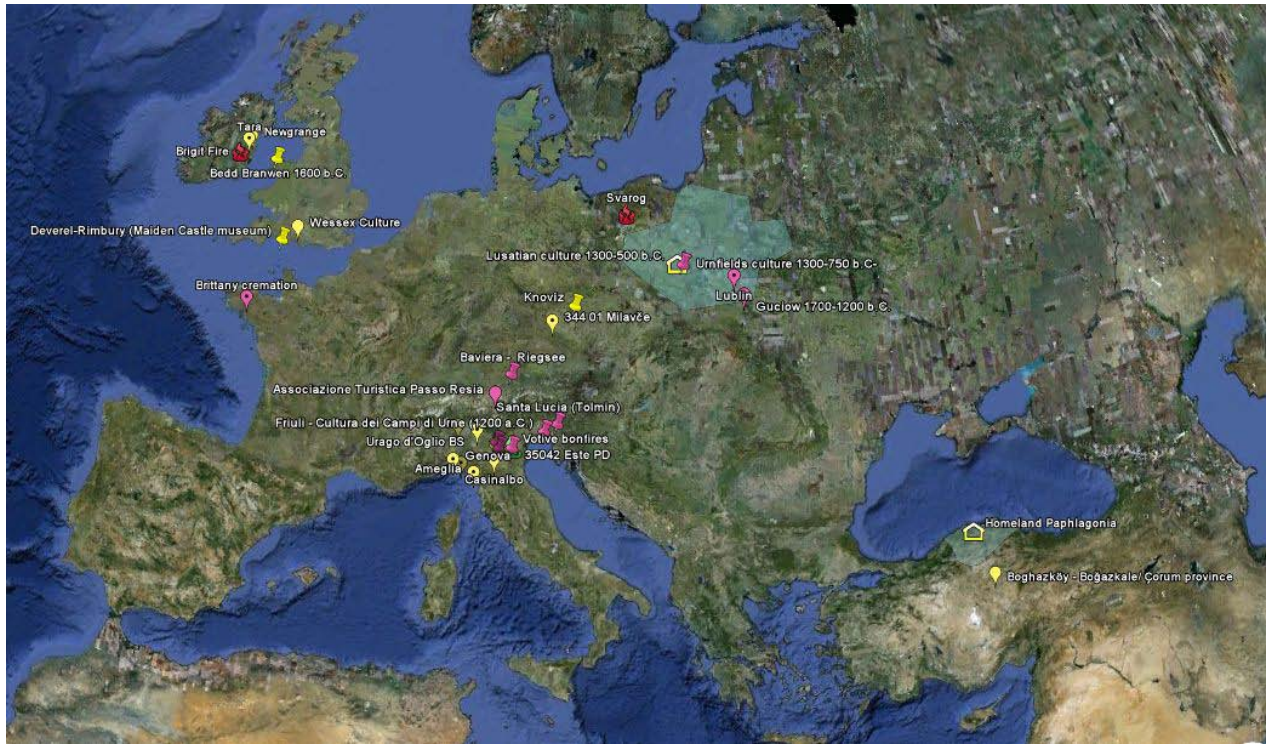 Tara
Newgrange
Brigit Fire
Bedd Branwen 1600 b.C.
Wessex Culture
Deverel-Rimbury (Maiden Castle museum)
Svarog
Lusatian culture 1300-500 b.C.
Urnfields culture 1300-750 b.C-
Brittany cremation
Lublin
Guciow 1700-1200 b.C.
Knoviz
344 01 Milavče
Baviera - Riegsee
Associazione Turistica Passo Resia
Santa Lucia (Tolmin)
Friuli - Cultura dei Campi di Urne (1200 a.C )
Urago d'Oglio BS
Votive bonfires
Genova
35042 Este PD
Ameglia
Casinalbo
Homeland Paphlagonia
Boghazköy - Boğazkale/ Çorum province